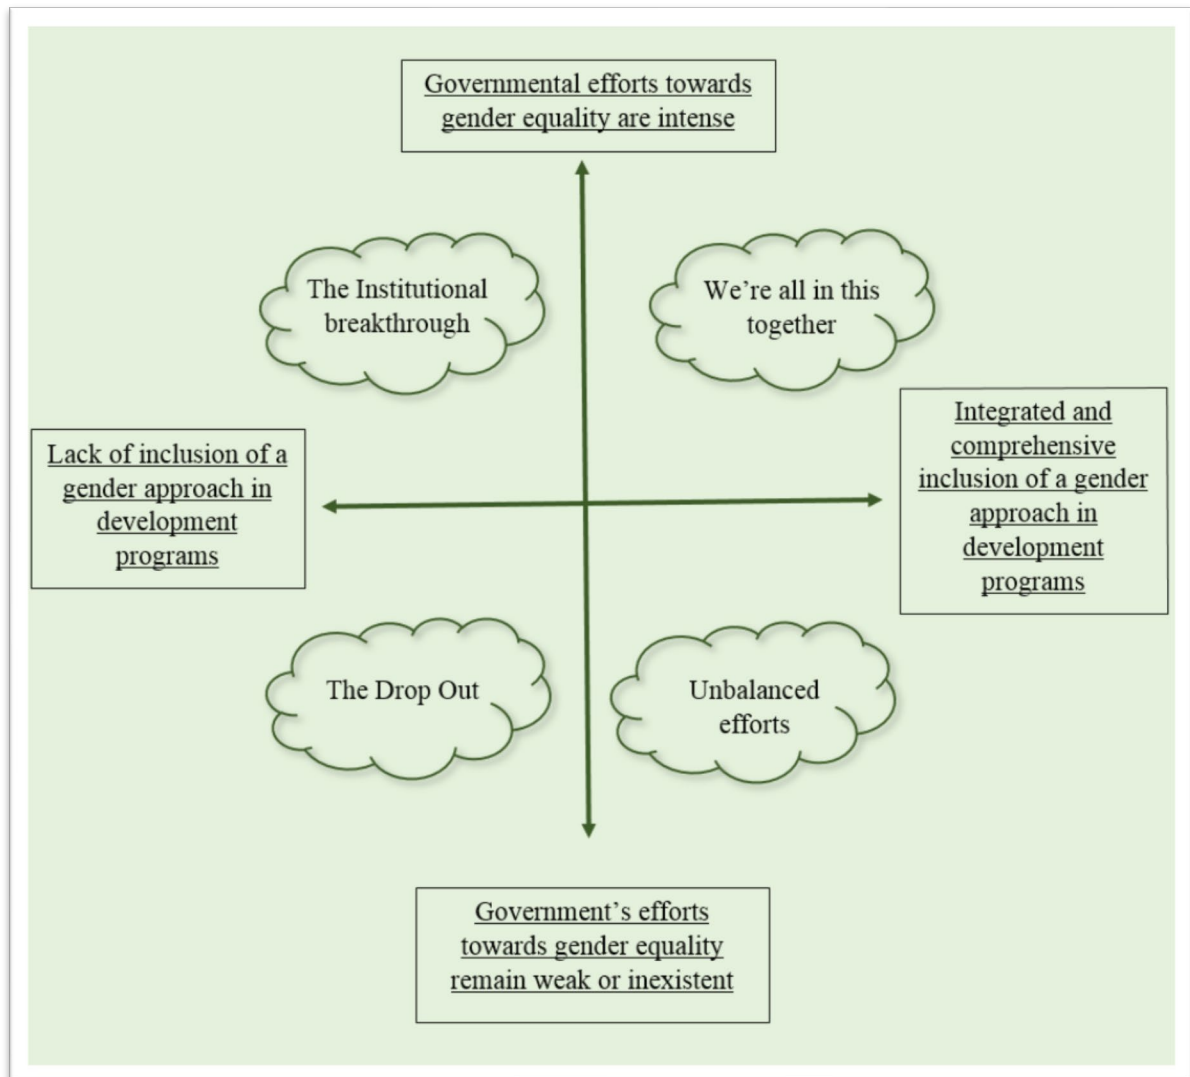 Governmental efforts towards
gender equality are intense
The Institutional
breakthrough
We're all in this
together
Lack of inclusion of a
gender approach in
development
programs
Integrated and
comprehensive
inclusion of a gender
approach in
development
programs
The Drop Out
Unbalanced
efforts
Government's efforts
towards gender equality
remain weak or inexistent